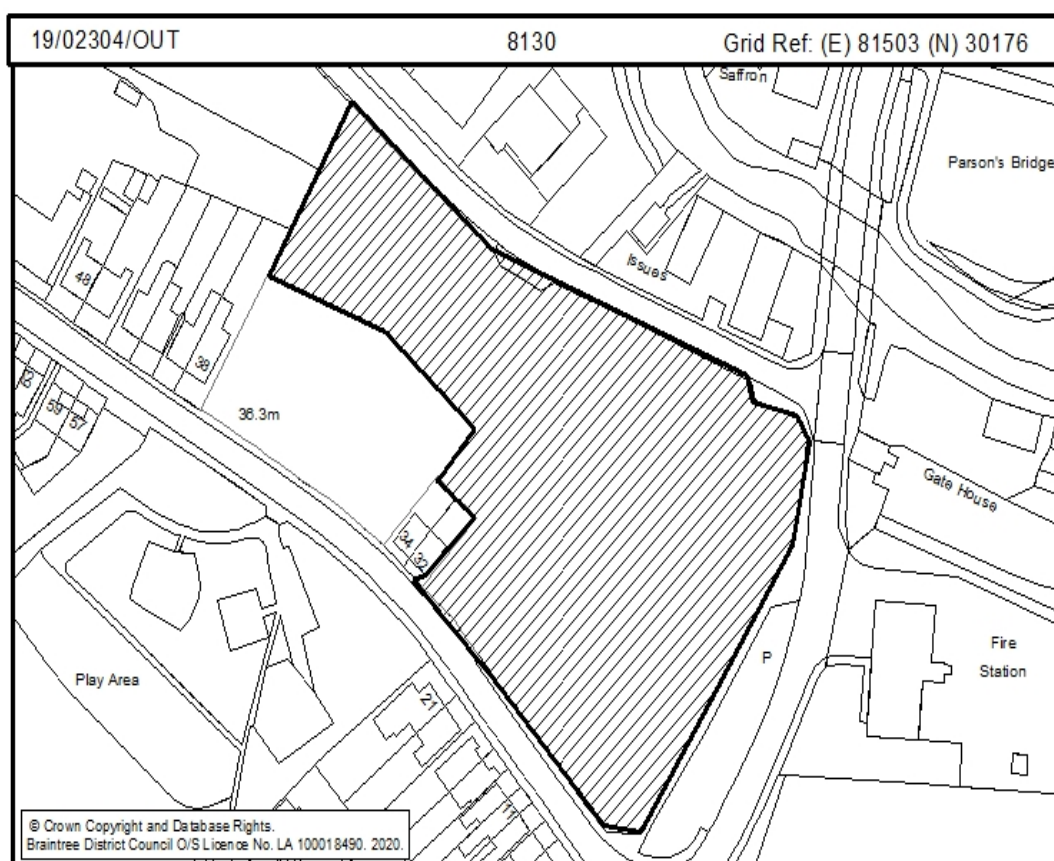 19/02304/OUT 8130 Grid Ref: (E) 81503 (N) 30176
Saffron
Parson's Bridge
Issues
48
38
63
59
57
36.3m
Gate House
34
32
P
Fire
Station
Play Area
21
11
© Crown Copyright and Database Rights.
Braintree District Council O/S Licence No. LA 100018490. 2020.